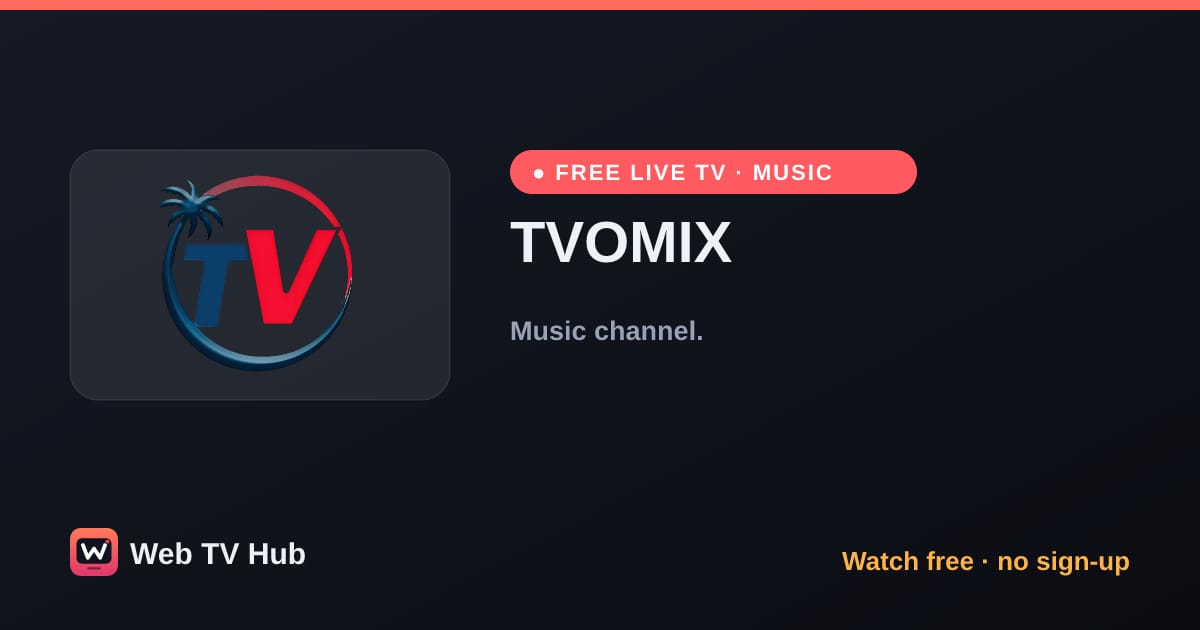 TV
● FREE LIVE TV · MUSIC
TVOMIX
Music channel.
W
Web TV Hub
Watch free · no sign-up